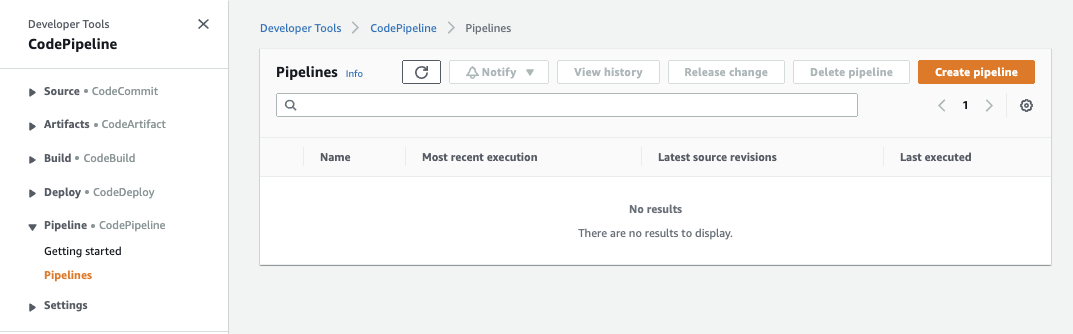 Developer Tools
CodePipeline
Source • CodeCommit
Artifacts • CodeArtifact
Build • CodeBuild
Deploy • CodeDeploy
Pipeline • CodePipeline
Getting started
Pipelines
Settings
Developer Tools > CodePipeline > Pipelines
Pipelines Info Notify View history Release change Delete pipeline Create pipeline
1
Name Most recent execution Latest source revisions Last executed
No results
There are no results to display.